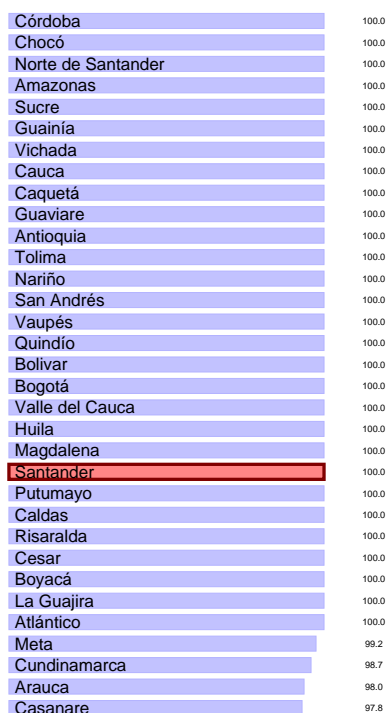 Córdoba 100.0
Chocó 100.0
Norte de Santander 100.0
Amazonas 100.0
Sucre 100.0
Guainía 100.0
Vichada 100.0
Cauca 100.0
Caquetá 100.0
Guaviare 100.0
Antioquia 100.0
Tolima 100.0
Nariño 100.0
San Andrés 100.0
Vaupés 100.0
Quindío 100.0
Bolivar 100.0
Bogotá 100.0
Valle del Cauca 100.0
Huila 100.0
Magdalena 100.0
Santander 100.0
Putumayo 100.0
Caldas 100.0
Risaralda 100.0
Cesar 100.0
Boyacá 100.0
La Guajira 100.0
Atlántico 100.0
Meta 99.2
Cundinamarca 98.7
Arauca 98.0
Casanare 97.8